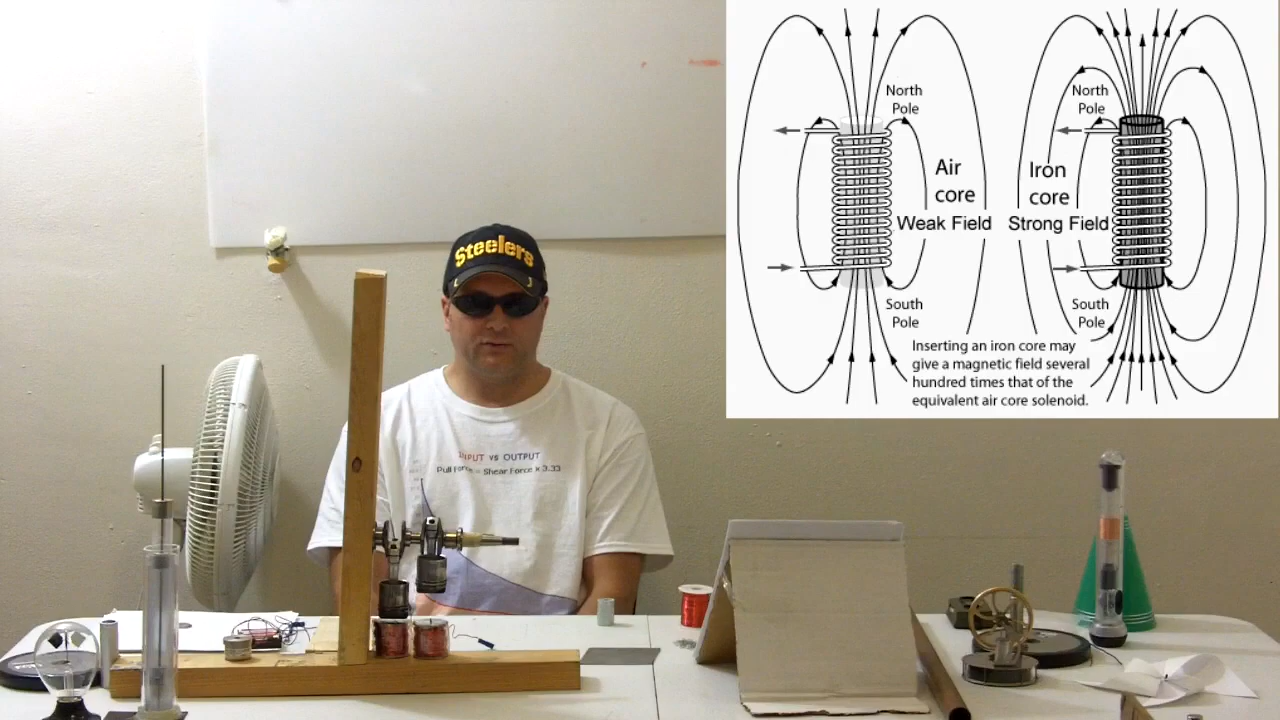 Steelers
INPUT vs OUTPUT
Pull Force = Shear Force x 3.33
North
Pole
Air
core
Weak Field
South
Pole
North
Pole
Iron
core
Strong Field
South
Pole
Inserting an iron core may
give a magnetic field several
hundred times that of the
equivalent air core solenoid.